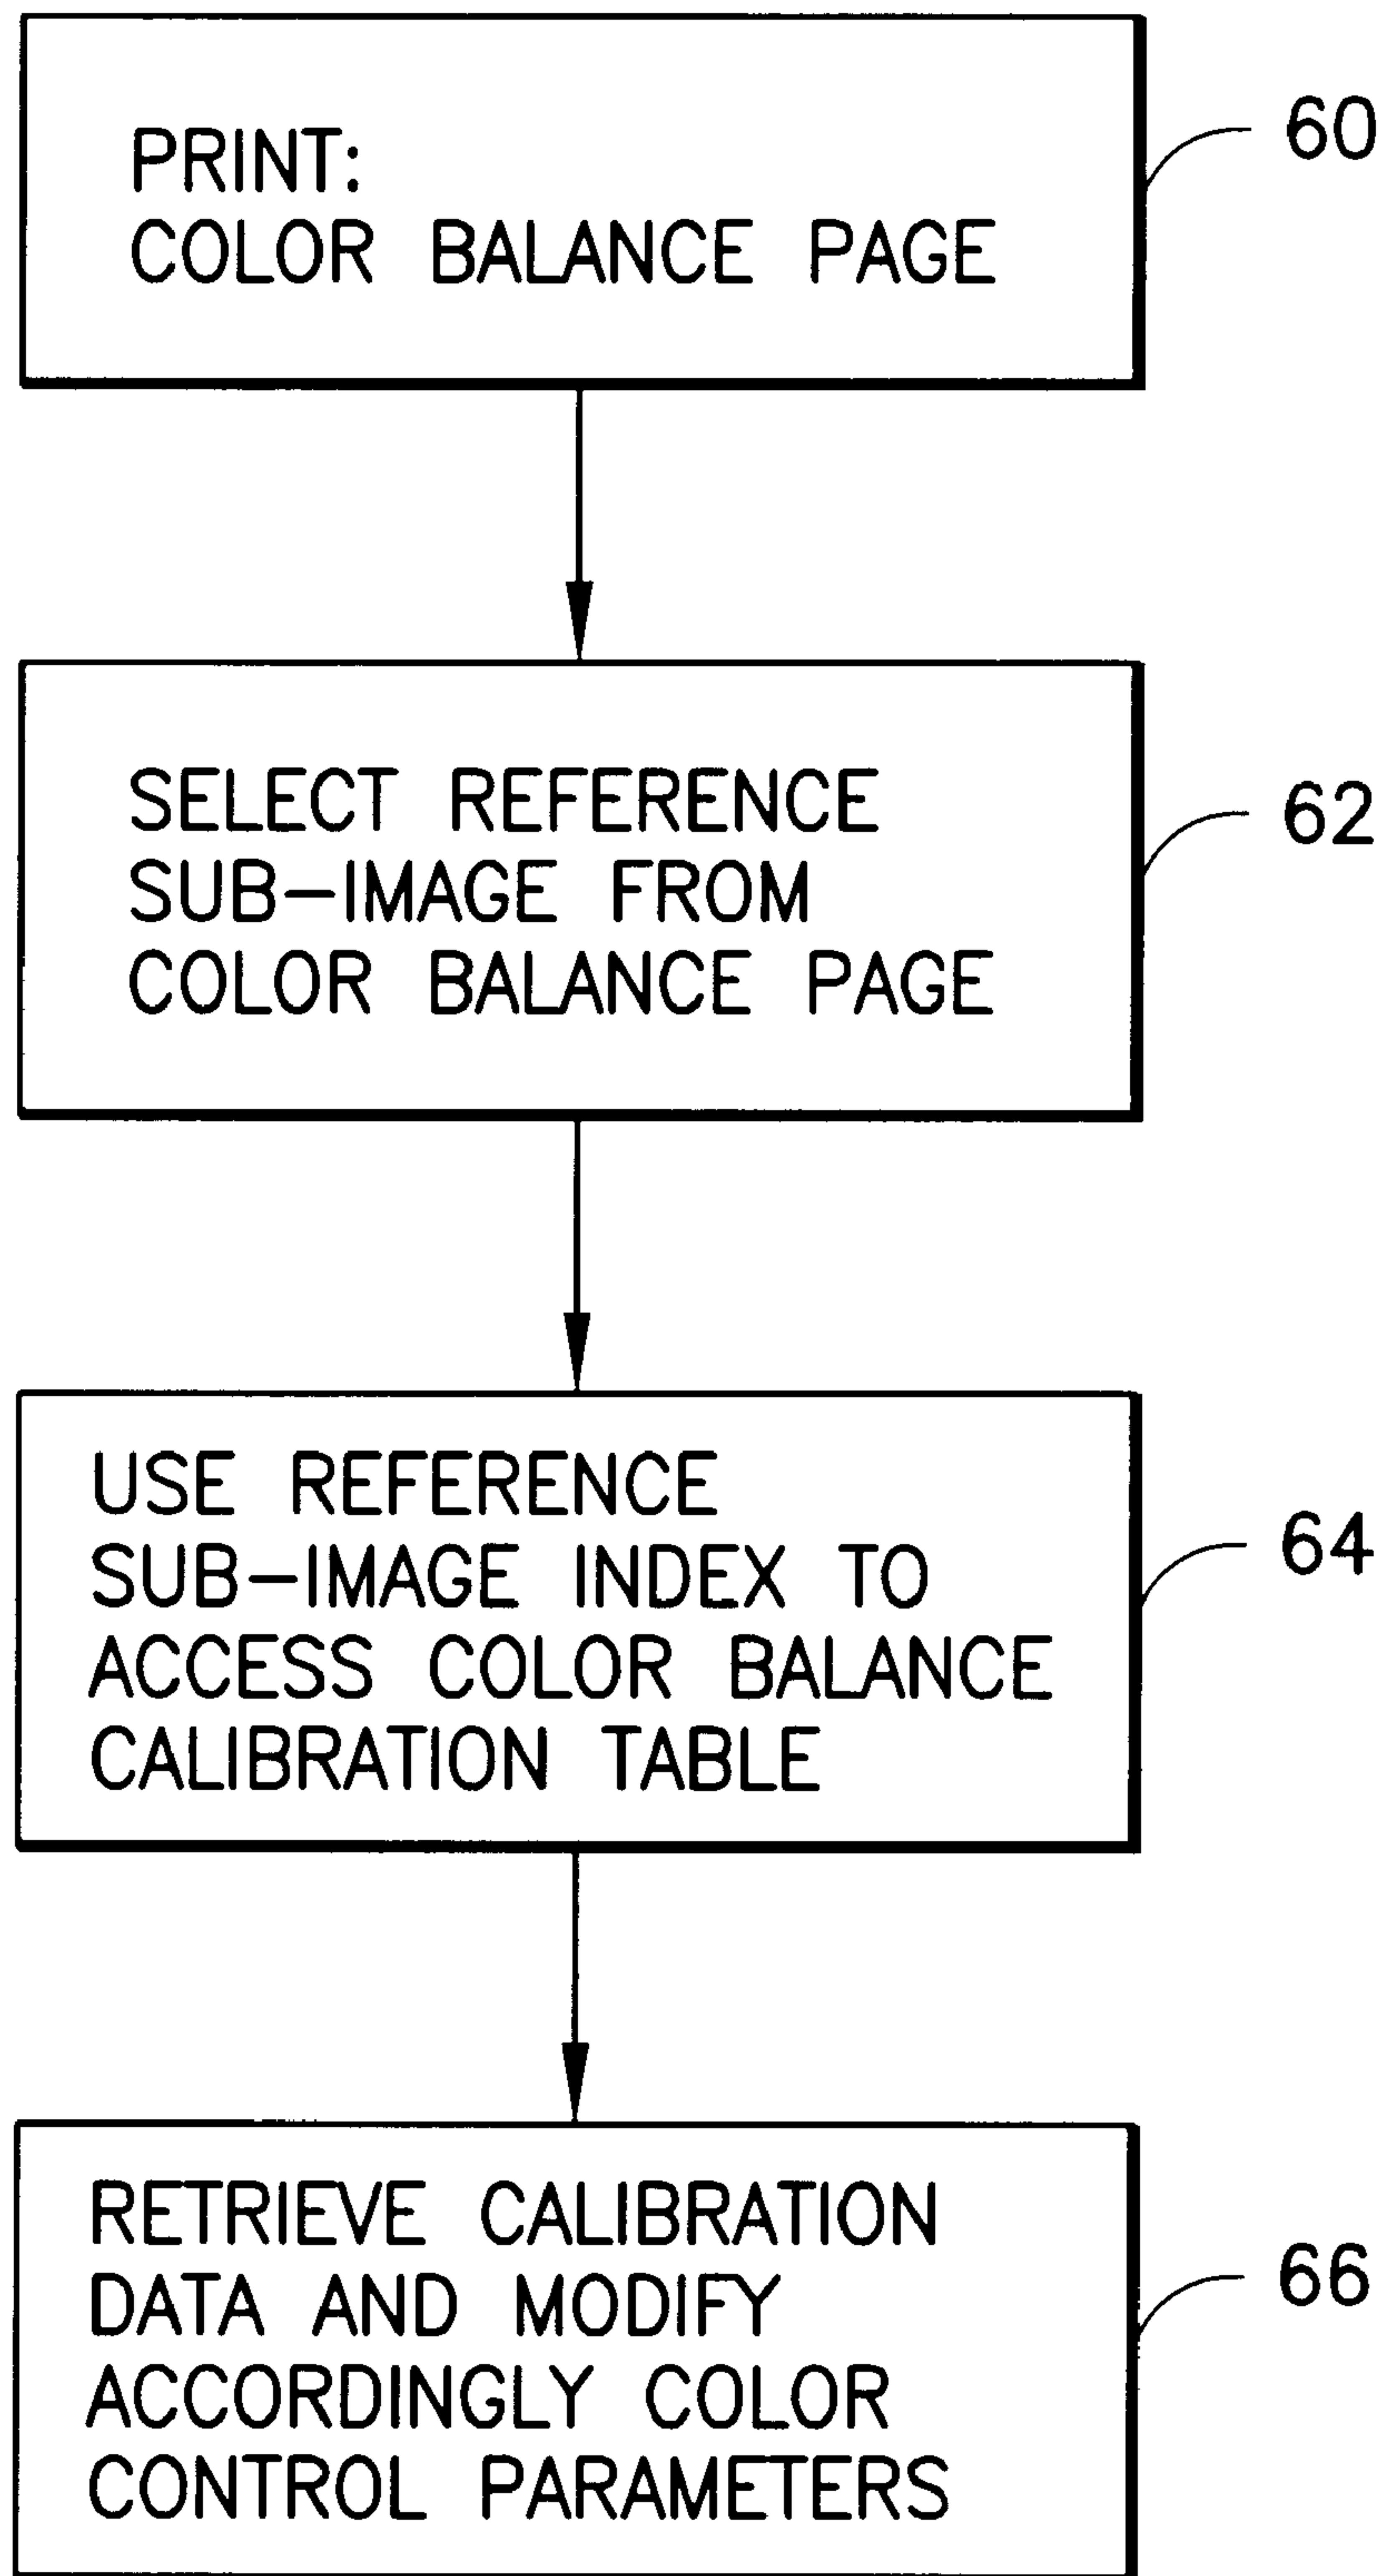 PRINT:
COLOR BALANCE PAGE
60
SELECT REFERENCE
SUB-IMAGE FROM
COLOR BALANCE PAGE
62
USE REFERENCE
SUB-IMAGE INDEX TO
ACCESS COLOR BALANCE
CALIBRATION TABLE
64
RETRIEVE CALIBRATION
DATA AND MODIFY
ACCORDINGLY COLOR
CONTROL PARAMETERS
66